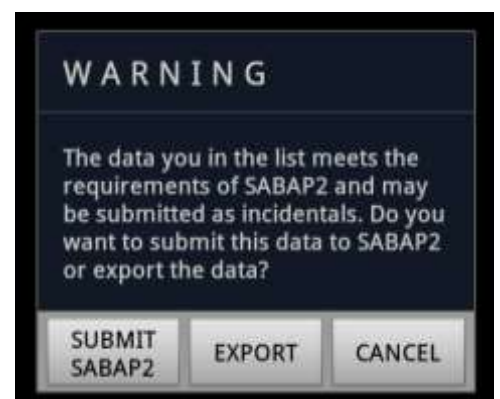 WARNING
The data you in the list meets the
requirements of SABAP2 and may
be submitted as incidentals. Do you
want to submit this data to SABAP2
or export the data?
SUBMIT
SABAP2
EXPORT
CANCEL